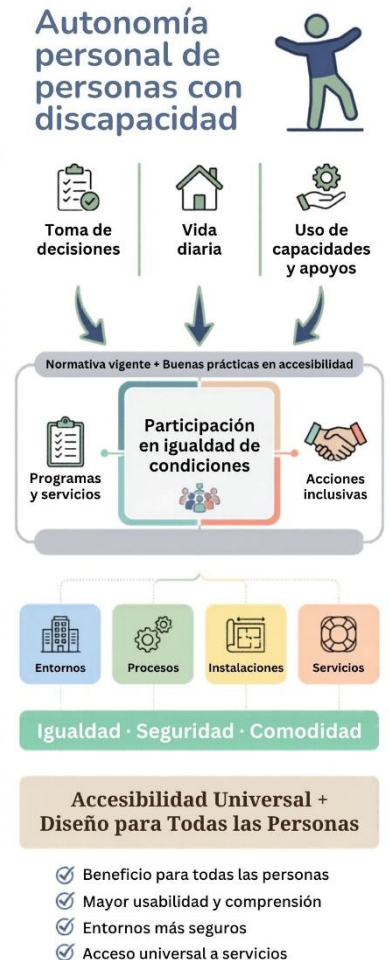 Autonomía
personal de
personas con
discapacidad
Toma de
decisiones
Vida
diaria
Uso de
capacidades
y apoyos
Normativa vigente + Buenas prácticas en accesibilidad
Programas
y servicios
Participación
en igualdad de
condiciones
Acciones
inclusivas
Entornos
Procesos
Instalaciones
Servicios
Igualdad · Seguridad · Comodidad
Accesibilidad Universal +
Diseño para Todas las Personas
Beneficio para todas las personas
Mayor usabilidad y comprensión
Entornos más seguros
Acceso universal a servicios